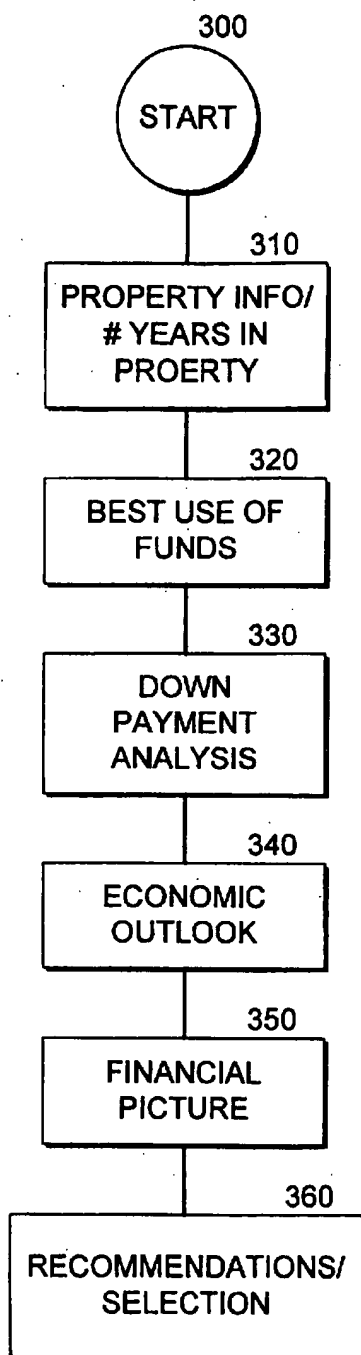 300
START
310
PROPERTY INFO/
# YEARS IN
PROERTY
320
BEST USE OF
FUNDS
330
DOWN
PAYMENT
ANALYSIS
340
ECONOMIC
OUTLOOK
350
FINANCIAL
PICTURE
360
RECOMMENDATIONS/
SELECTION